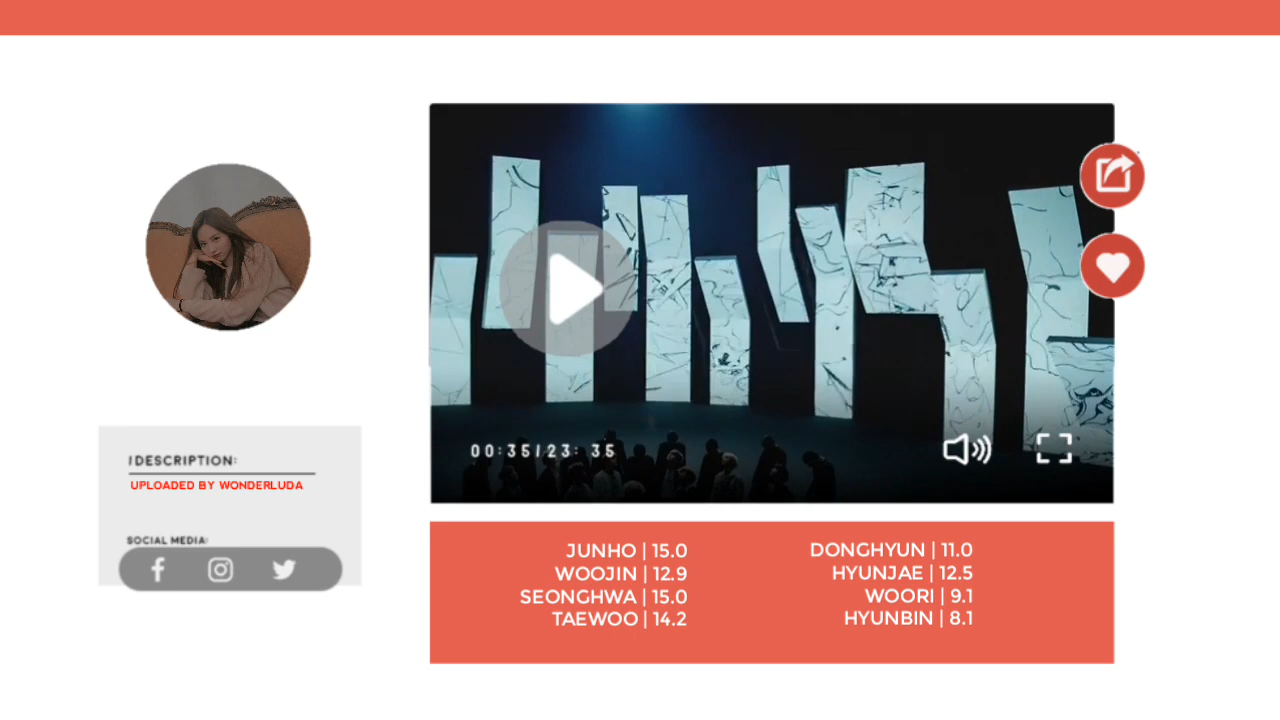 /DESCRIPTION:
UPLOADED BY WONDERLUDA
SOCIAL MEDIA:
00:35/23: 35
JUNHO | 15.0
WOOJIN | 12.9
SEONGHWA | 15.0
TAEWOO | 14.2
DONGHYUN | 11.0
HYUNJAE | 12.5
WOORI | 9.1
HYUNBIN | 8.1